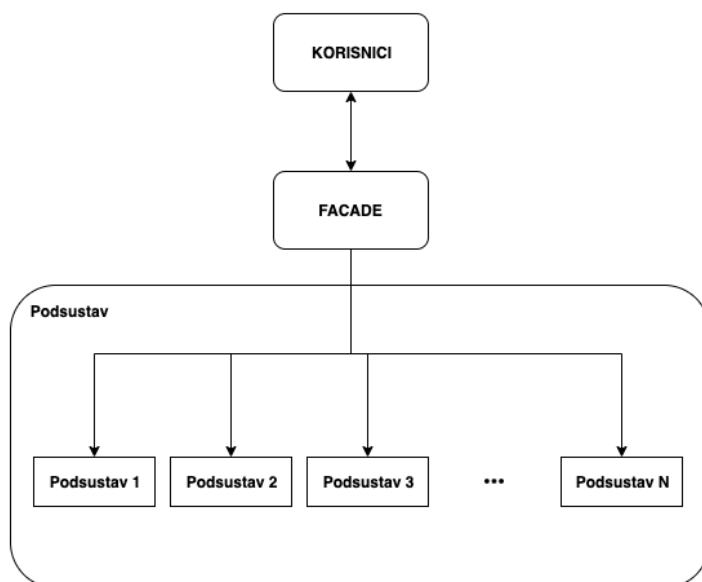 KORISNICI
FACADE
Podsustav
Podsustav 1
Podsustav 2
Podsustav 3
...
Podsustav N